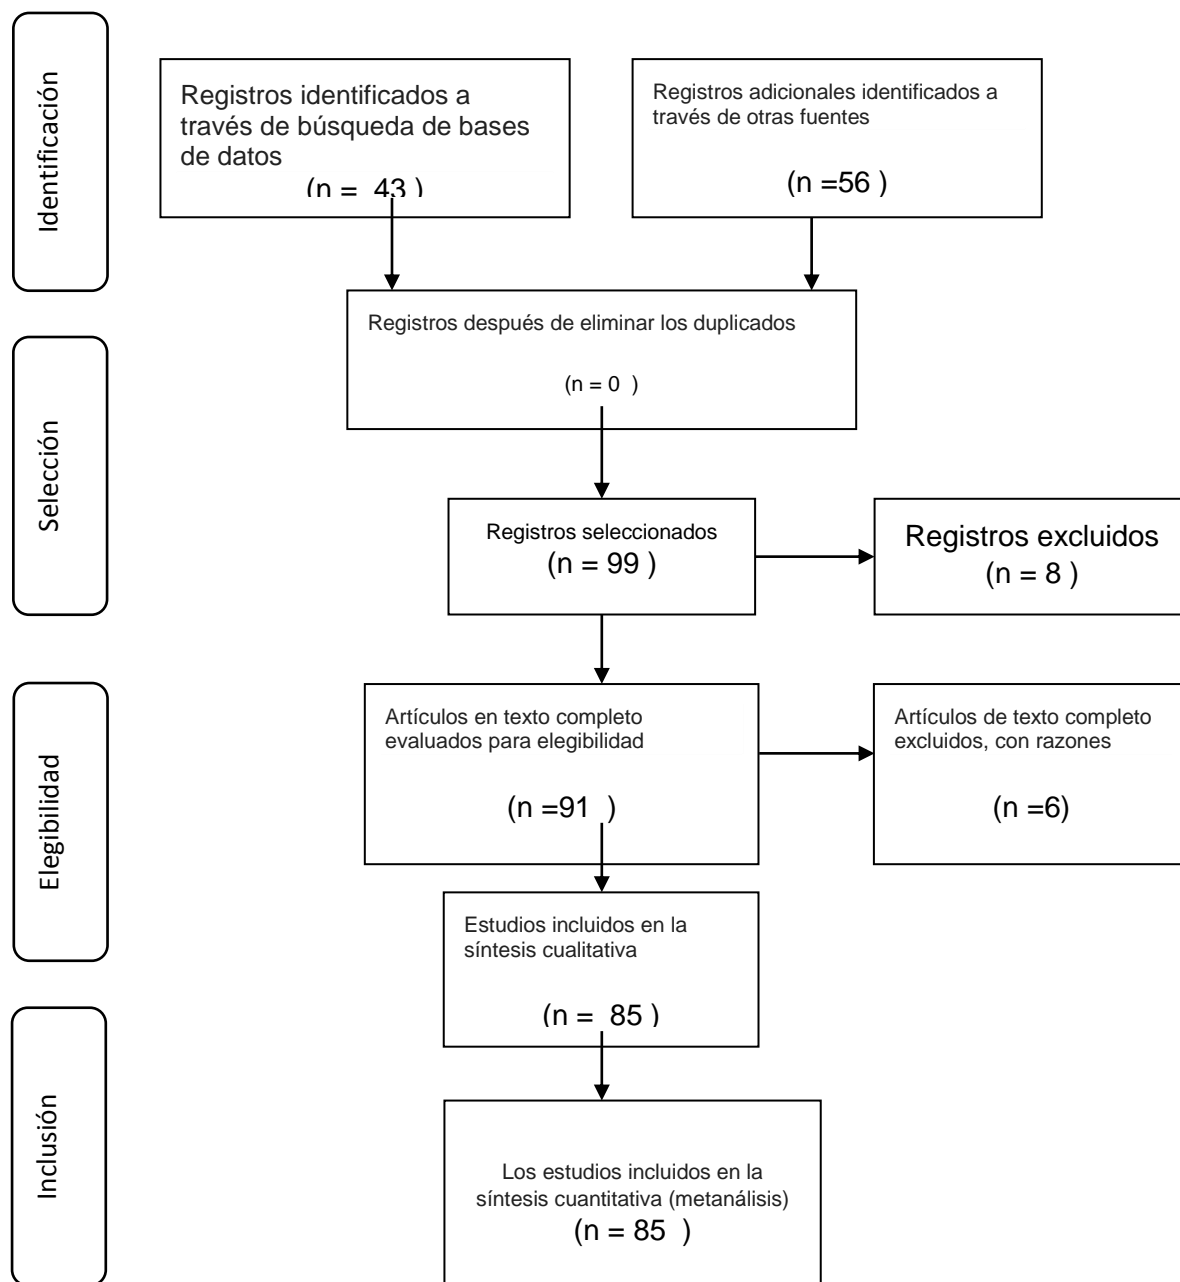 Identificación
Registros identificados a
través de búsqueda de bases
de datos
(n = 43 )
Registros adicionales identificados a
través de otras fuentes
(n =56 )
Registros después de eliminar los duplicados
(n = 0 )
Selección
Registros seleccionados
(n = 99 )
Registros excluidos
(n = 8 )
Elegibilidad
Artículos en texto completo
evaluados para elegibilidad
(n =91 )
Artículos de texto completo
excluidos, con razones
(n =6)
Estudios incluidos en la
síntesis cualitativa
(n = 85 )
Inclusión
Los estudios incluidos en la
síntesis cuantitativa (metanálisis)
(n = 85 )